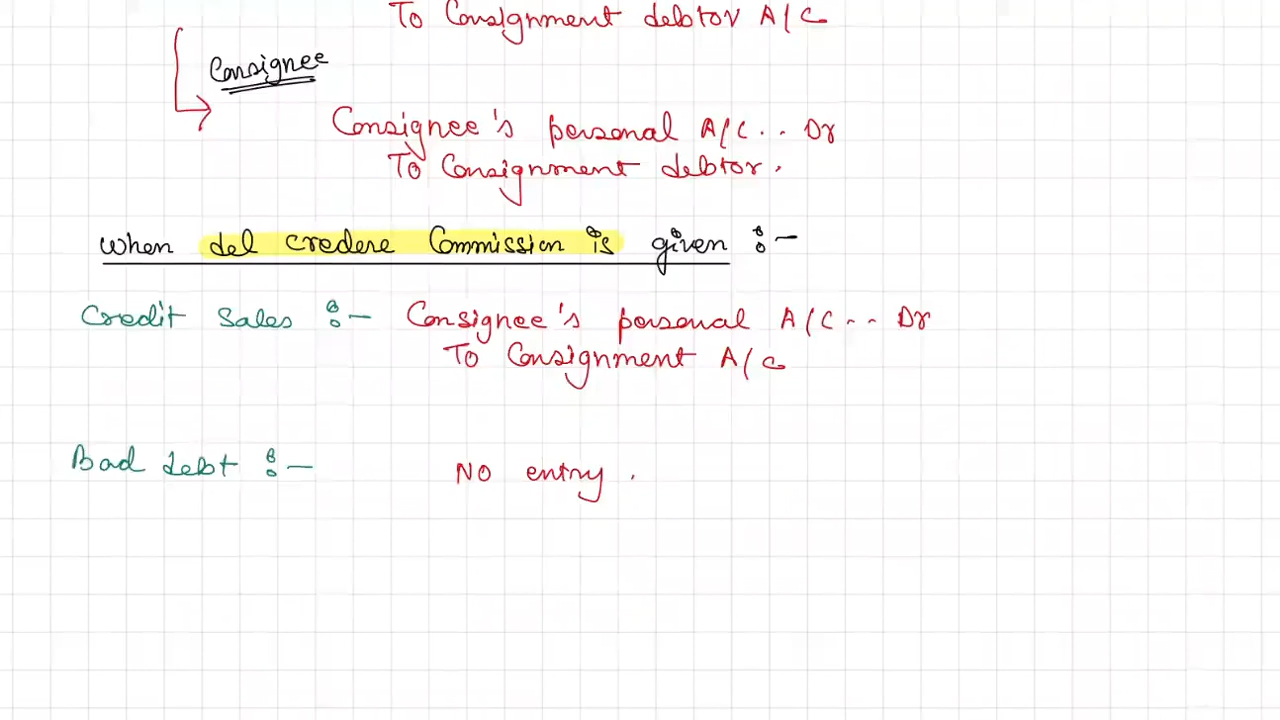 To Consignment debtor A/C
Consignee
Consignee's personal A/C.. Dr
To Consignment debtor.
When del credere Commission is given :-
Credit Sales :- Consignee's personal A/C.. Dr
To Consignment A/C
Bad debt :- No entry.